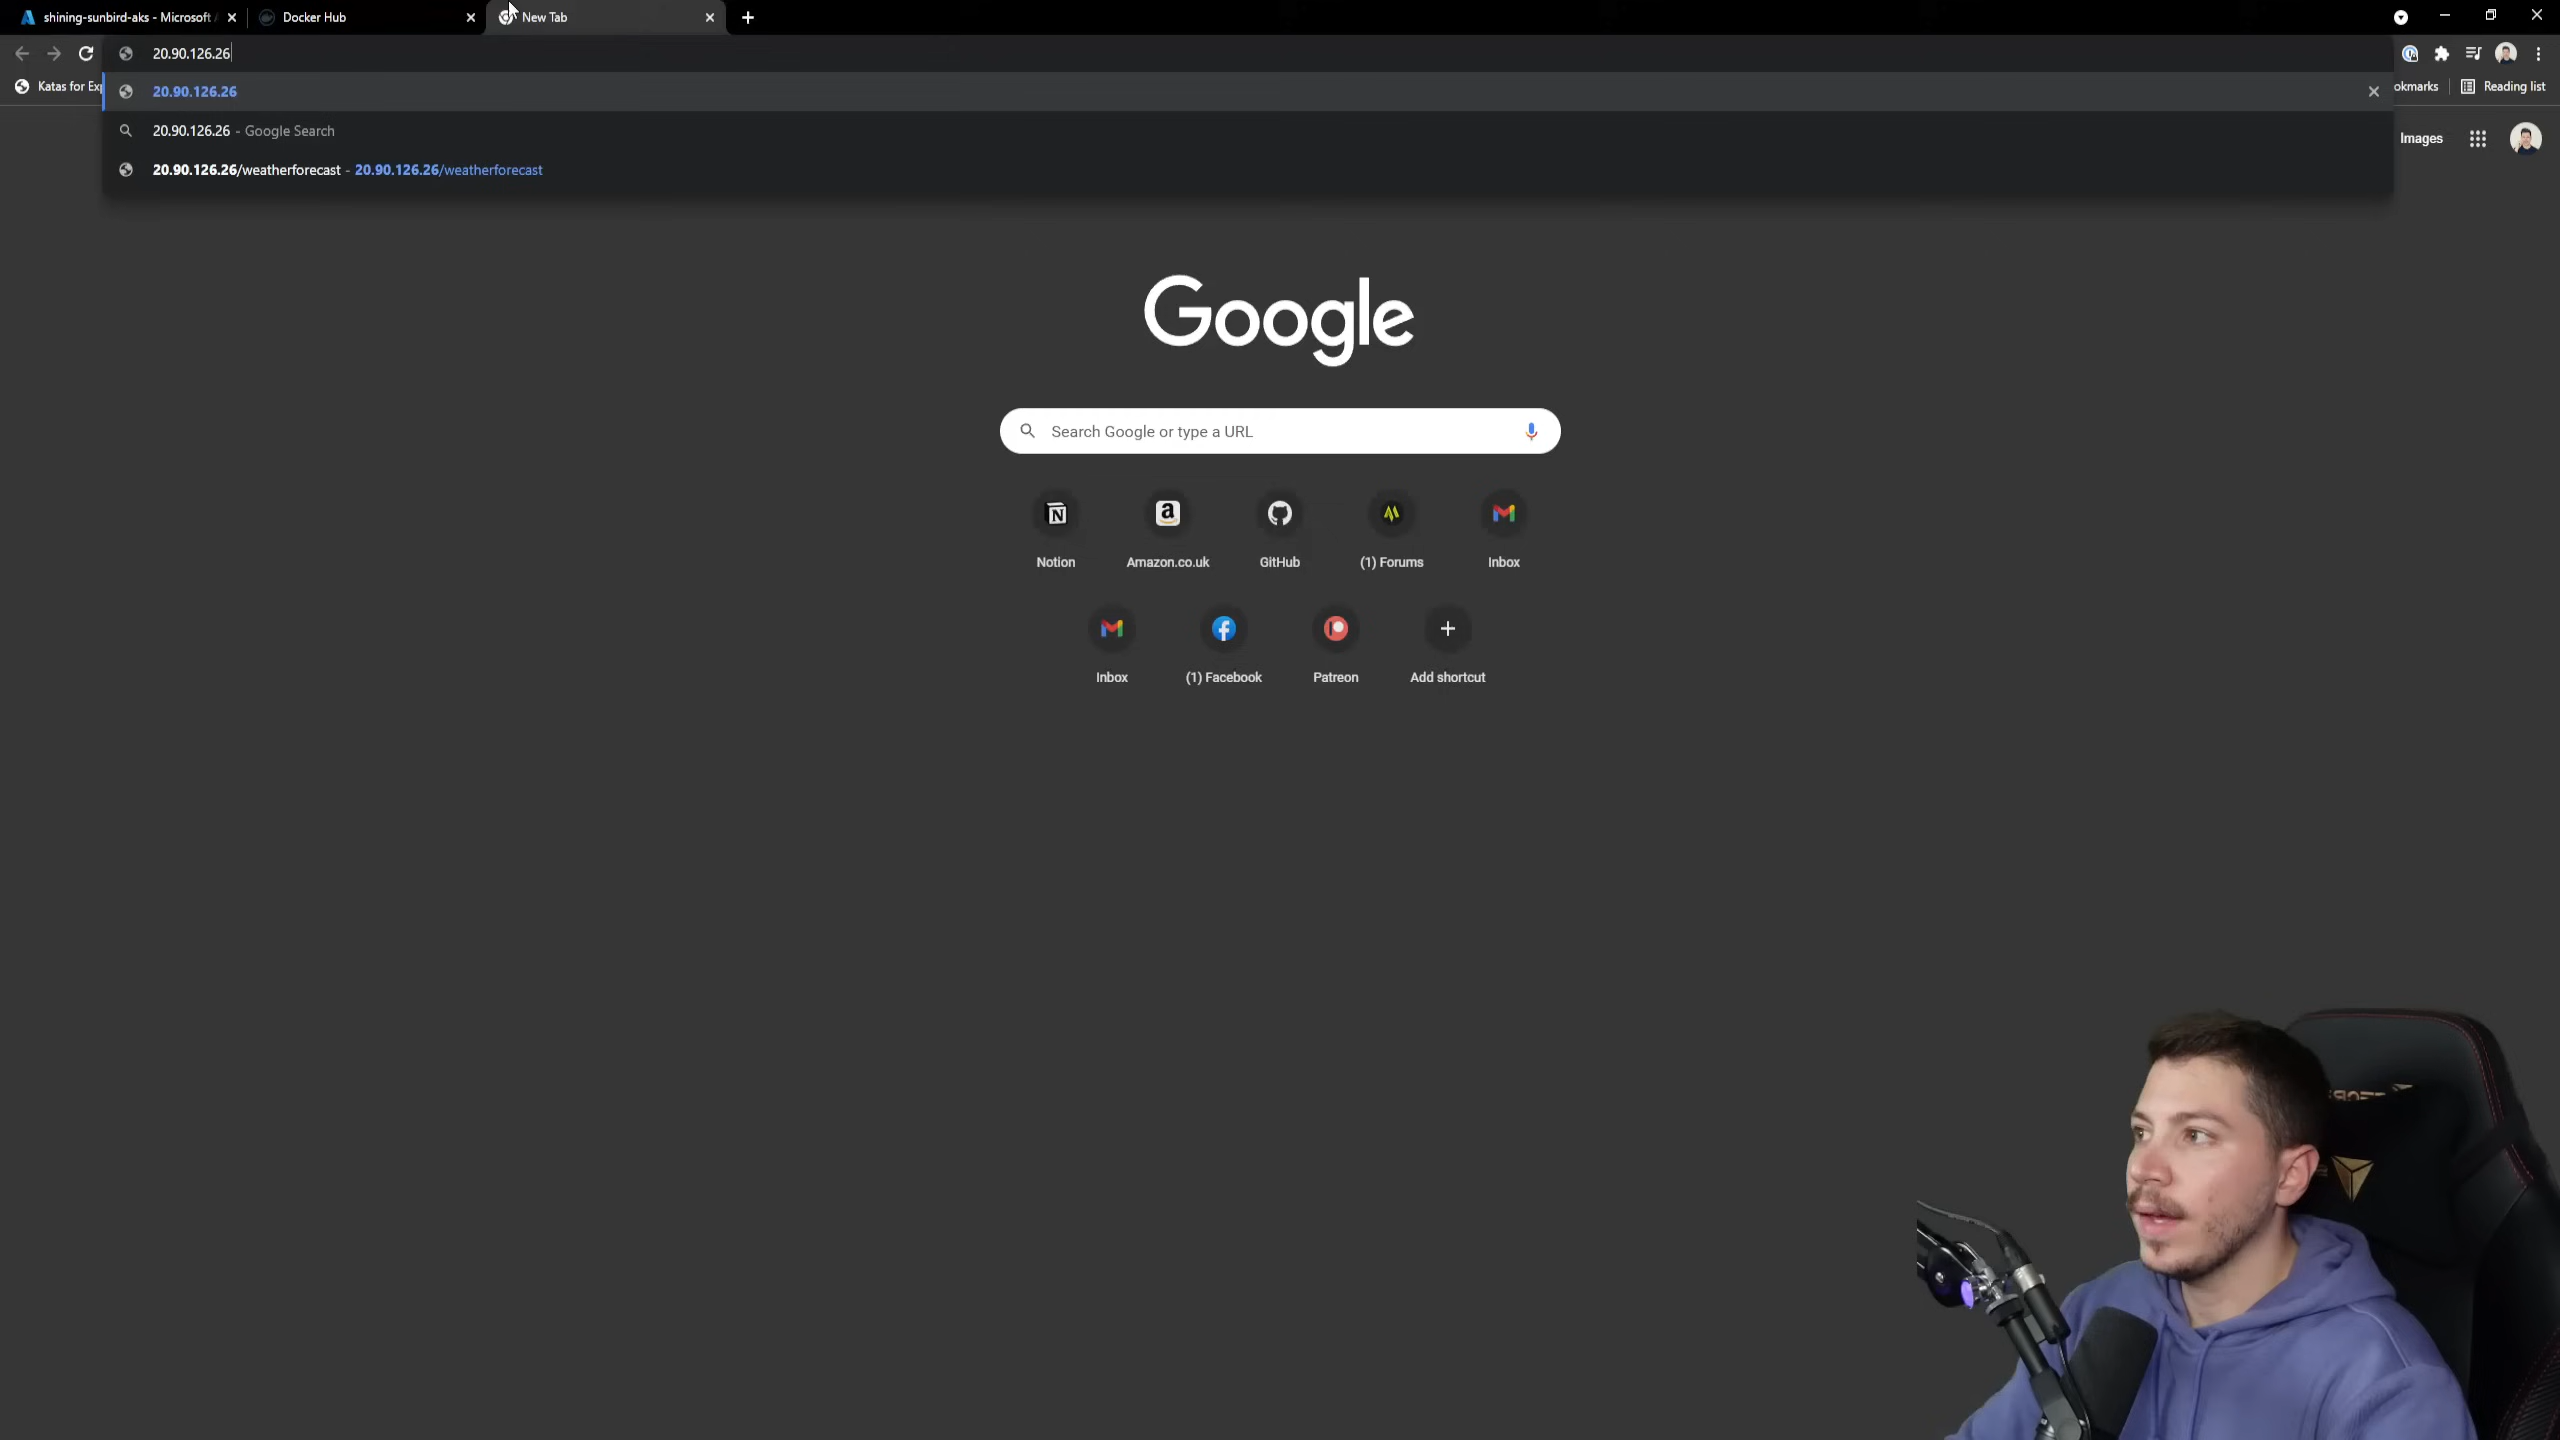 shining-sunbird-aks - Microsoft
Docker Hub
New Tab
20.90.126.26
Katas for Exp
20.90.126.26
okmarks
Reading list
20.90.126.26 - Google Search
Images
20.90.126.26/weatherforecast - 20.90.126.26/weatherforecast
Google
Search Google or type a URL
Notion
Amazon.co.uk
GitHub
(1) Forums
Inbox
Inbox
(1) Facebook
Patreon
Add shortcut